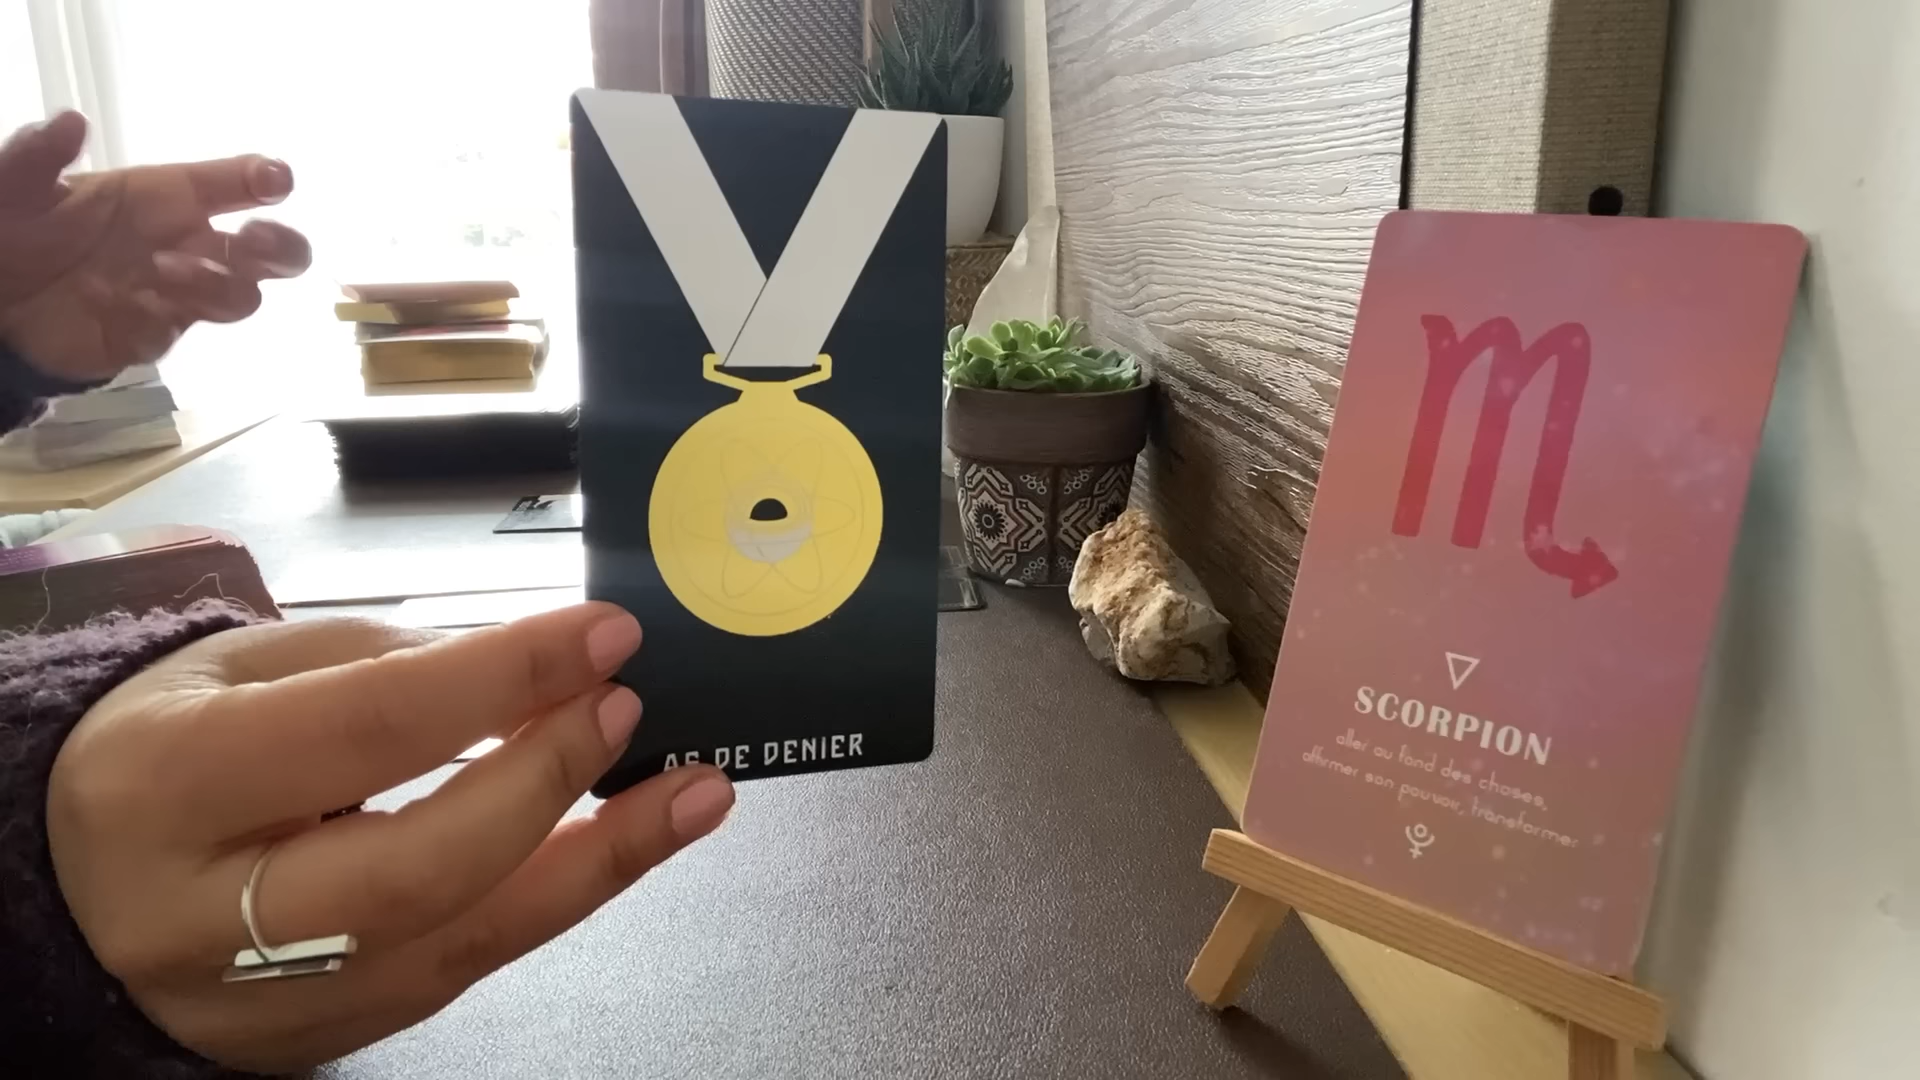 AS DE DENIER
SCORPION
aller au fond des choses,
affirmer son pouvoir, transformer